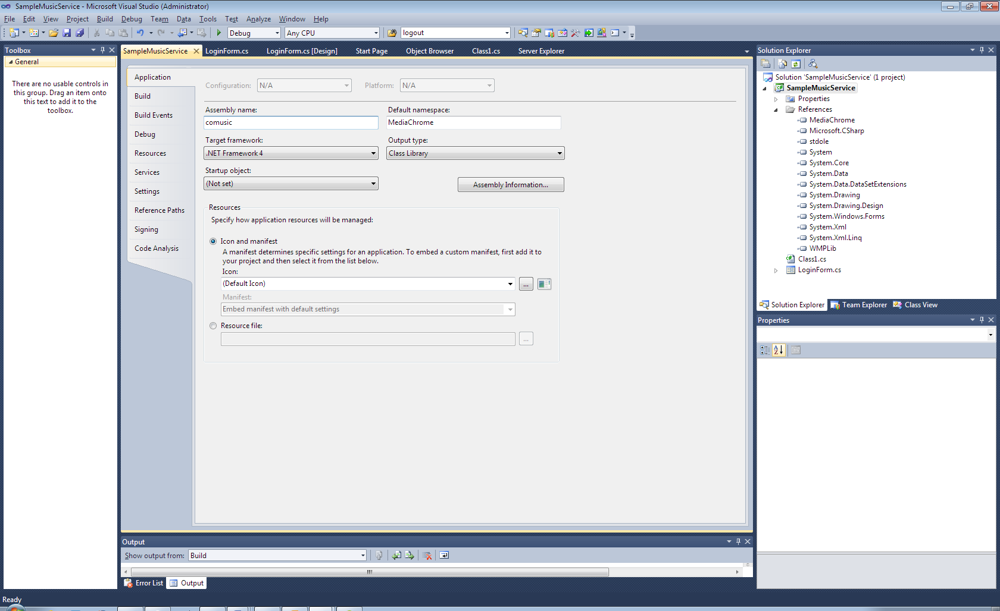 SampleMusicService - Microsoft Visual Studio (Administrator)
File Edit View Project Build Debug Team Data Tools Test Analyze Window Help
Debug Any CPU logout
Toolbox
General
There are no usable controls in
this group. Drag an item onto
this text to add it to the
toolbox.
SampleMusicService LoginForm.cs LoginForm.cs [Design] Start Page Object Browser Class1.cs Server Explorer
Application
Build
Build Events
Debug
Resources
Services
Settings
Reference Paths
Signing
Code Analysis
Configuration: N/A Platform: N/A
Assembly name: Default namespace:
comusic MediaChrome
Target framework: Output type:
.NET Framework 4 Class Library
Startup object:
(Not set) Assembly Information...
Resources
Specify how application resources will be managed:
Icon and manifest
A manifest determines specific settings for an application. To embed a custom manifest, first add it to
your project and then select it from the list below.
Icon:
(Default Icon) ...
Manifest:
Embed manifest with default settings
Resource file:
...
Output
Show output from: Build
Error List Output
Solution Explorer
Solution 'SampleMusicService' (1 project)
SampleMusicService
Properties
References
MediaChrome
Microsoft.CSharp
stdole
System
System.Core
System.Data
System.Data.DataSetExtensions
System.Drawing
System.Drawing.Design
System.Windows.Forms
System.Xml
System.Xml.Linq
WMPLib
Class1.cs
LoginForm.cs
Solution Explorer Team Explorer Class View
Properties
Ready